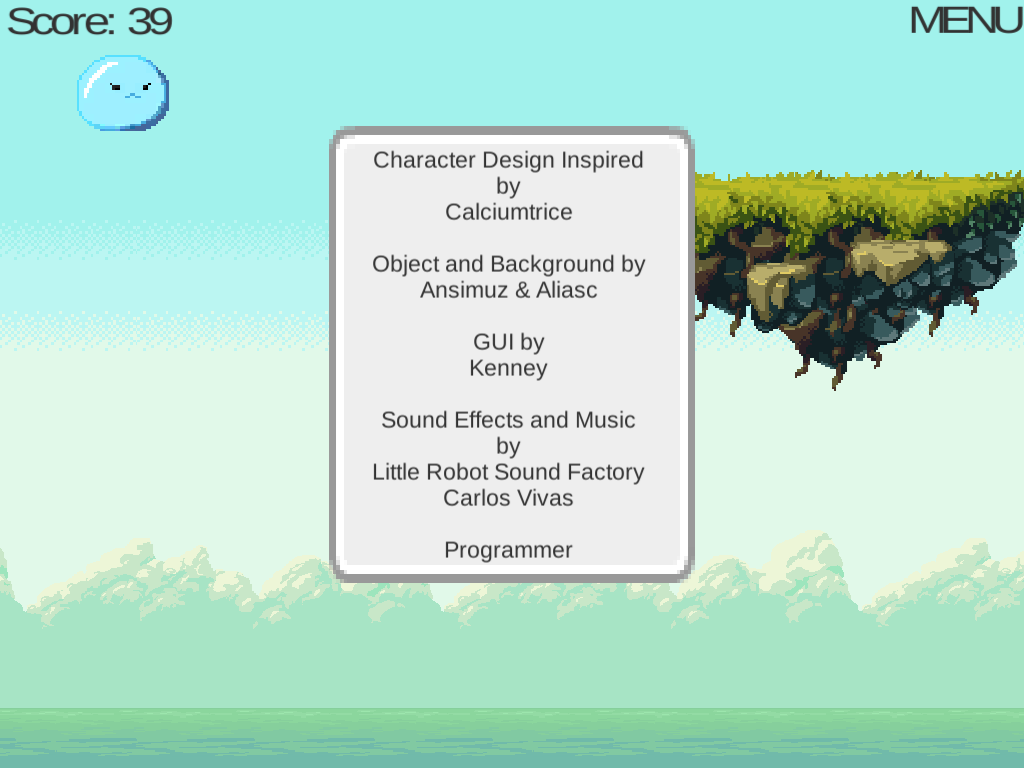 Score: 39
MENU
Character Design Inspired
by
Calciumtrice
Object and Background by
Ansimuz & Aliasc
GUI by
Kenney
Sound Effects and Music
by
Little Robot Sound Factory
Carlos Vivas
Programmer